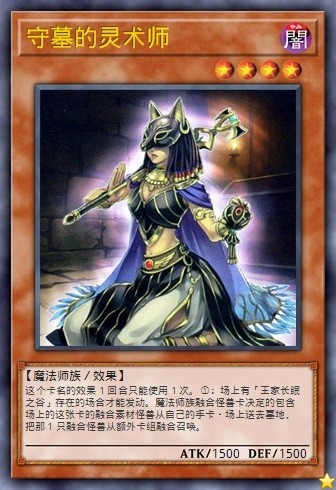 守墓的灵术师
闇
【魔法师族／效果】
这个卡名的效果1回合只能使用1次。①：场上有「王家长眠
之谷」存在的场合才能发动。魔法师族融合怪兽卡决定的包含
场上的这张卡的融合素材怪兽从自己的手卡·场上送去墓地，
把那1只融合怪兽从额外卡组融合召唤。
ATK/1500 DEF/1500